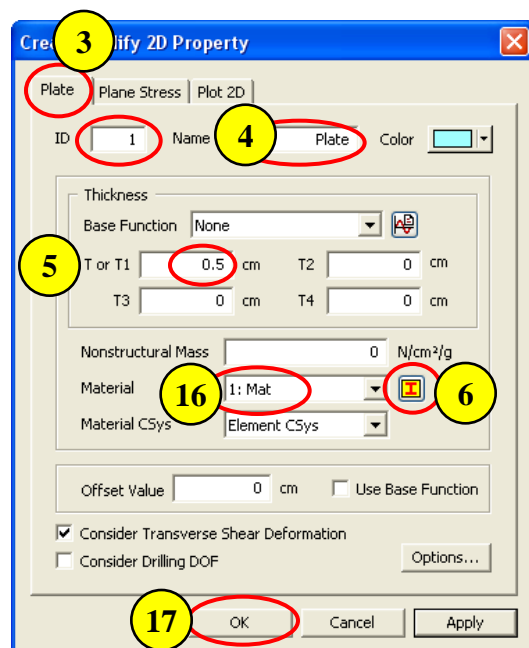 Cre 3 ify 2D Property
Plate Plane Stress Plot 2D
ID 1 Name 4 Plate Color
Thickness
Base Function None
5 T or T1 0.5 cm T2 0 cm
T3 0 cm T4 0 cm
Nonstructural Mass 0 N/cm²/g
Material 16 1: Mat 6
Material CSys Element CSys
Offset Value 0 cm Use Base Function
Consider Transverse Shear Deformation
Consider Drilling DOF Options...
17 OK Cancel Apply